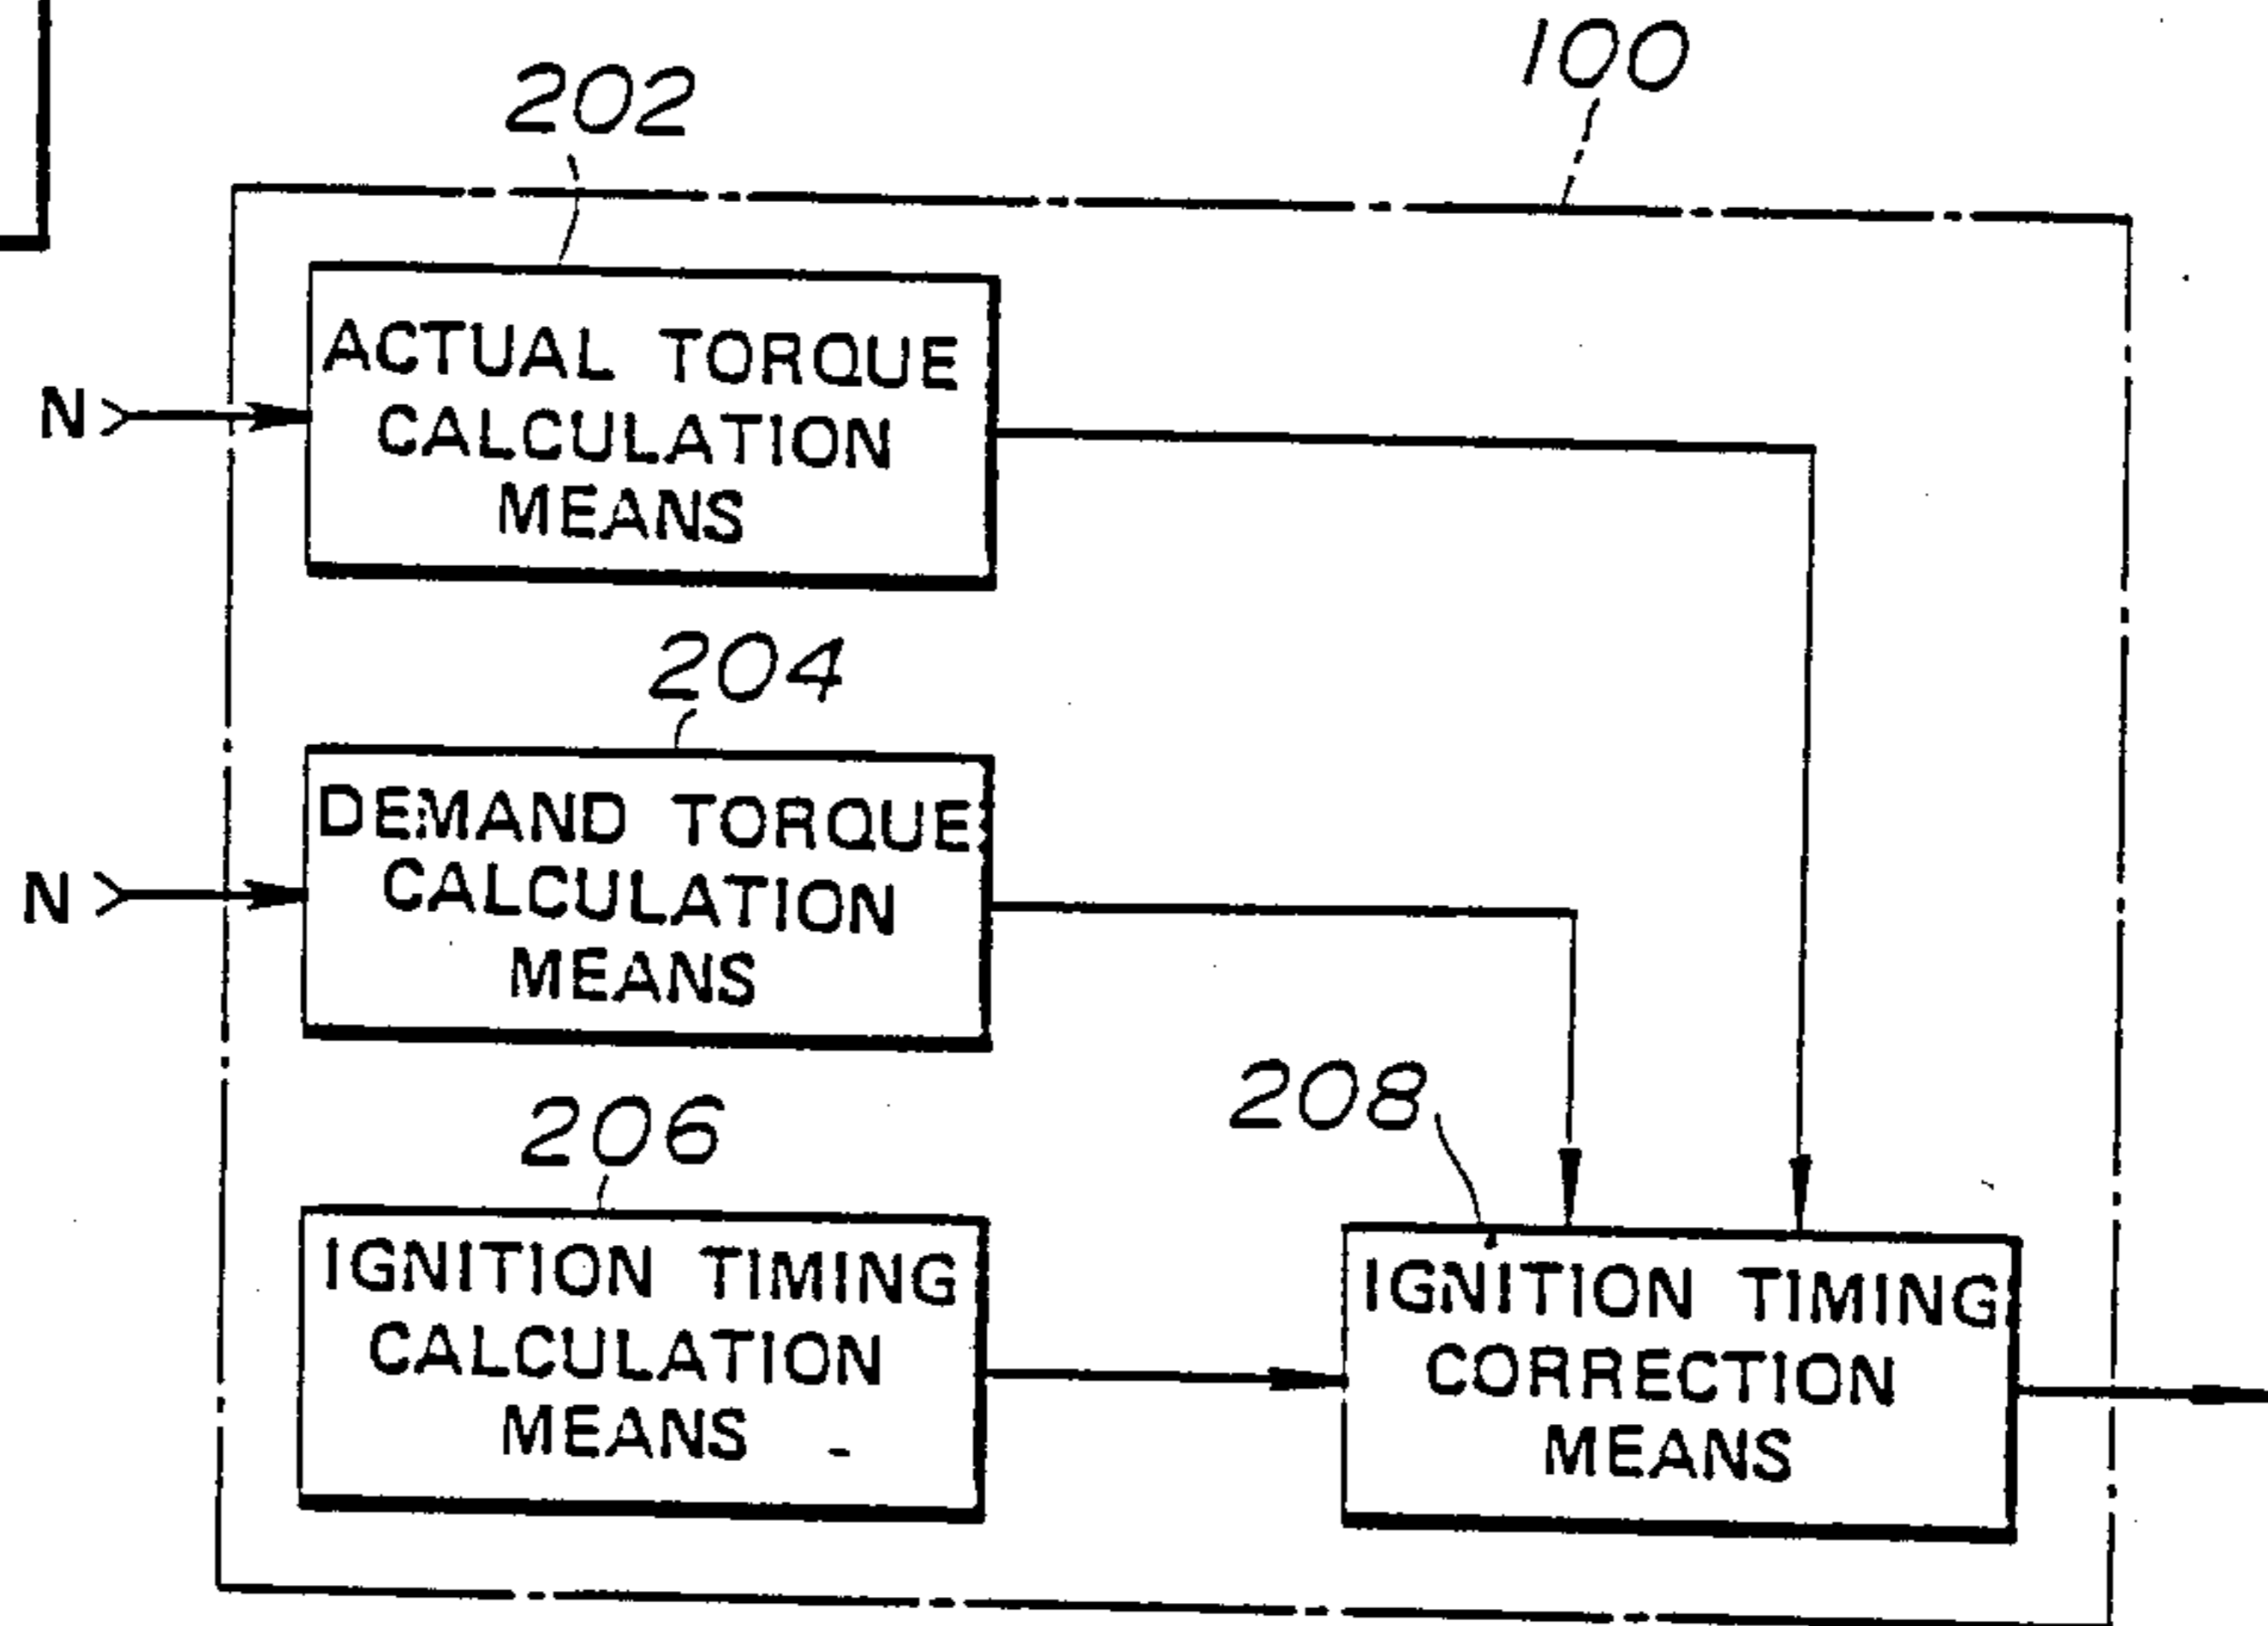 100
202
ACTUAL TORQUE
CALCULATION
MEANS
N
204
DEMAND TORQUE
CALCULATION
MEANS
N
206
IGNITION TIMING
CALCULATION
MEANS
208
IGNITION TIMING
CORRECTION
MEANS